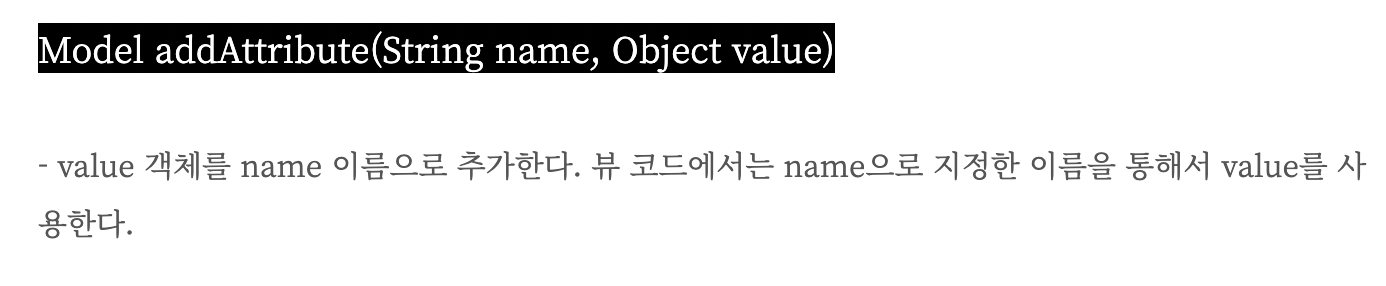 Model addAttribute(String name, Object value)
- value 객체를 name 이름으로 추가한다. 뷰 코드에서는 name으로 지정한 이름을 통해서 value를 사
용한다.